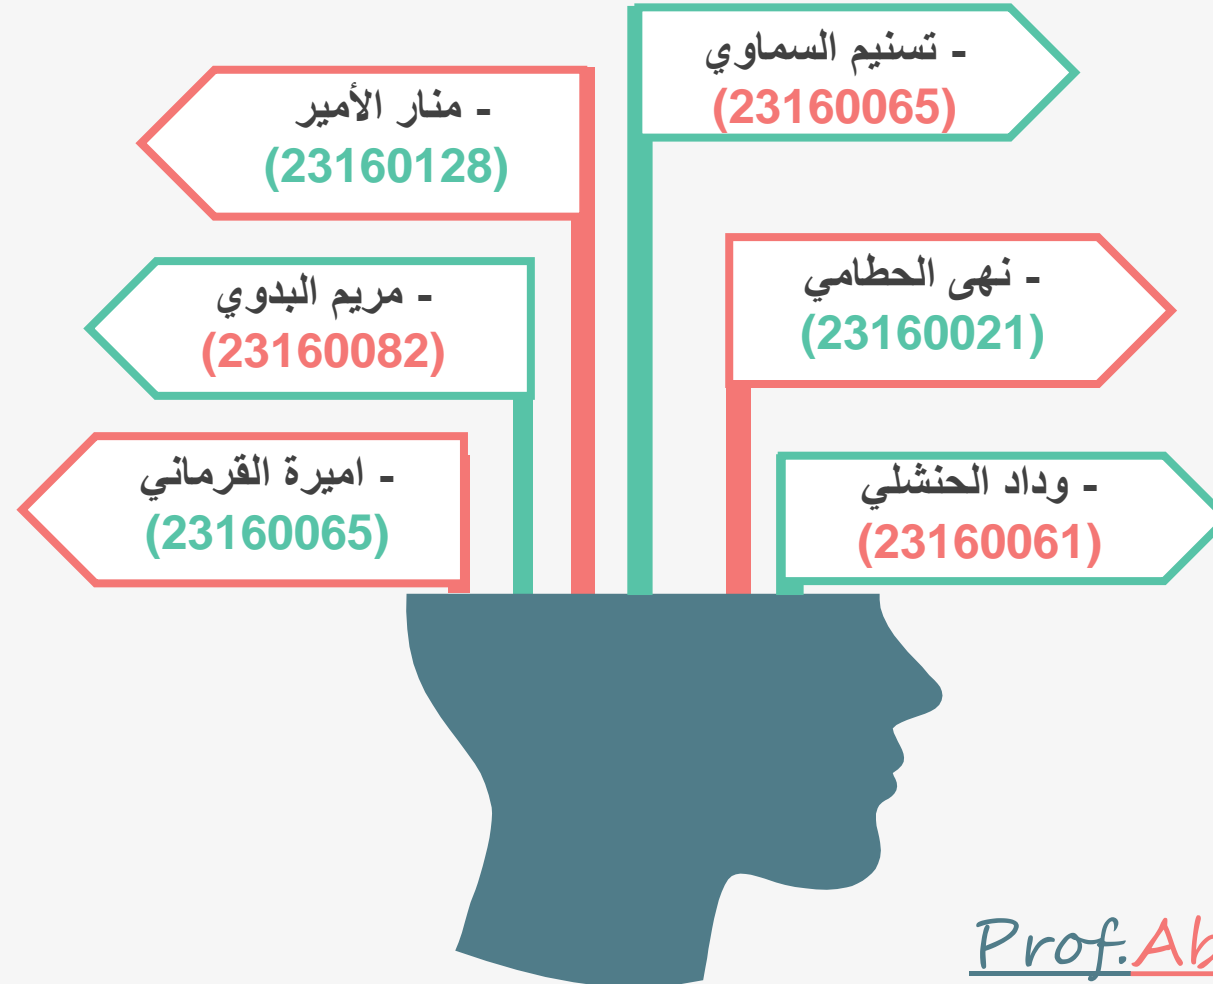 - تسنيم السماوي
(23160065)
- منار الأمير
(23160128)
- نهى الحطامي
(23160021)
- مريم البدوي
(23160082)
- اميرة القرماني
(23160065)
- وداد الحنشلي
(23160061)
Prof.Ab